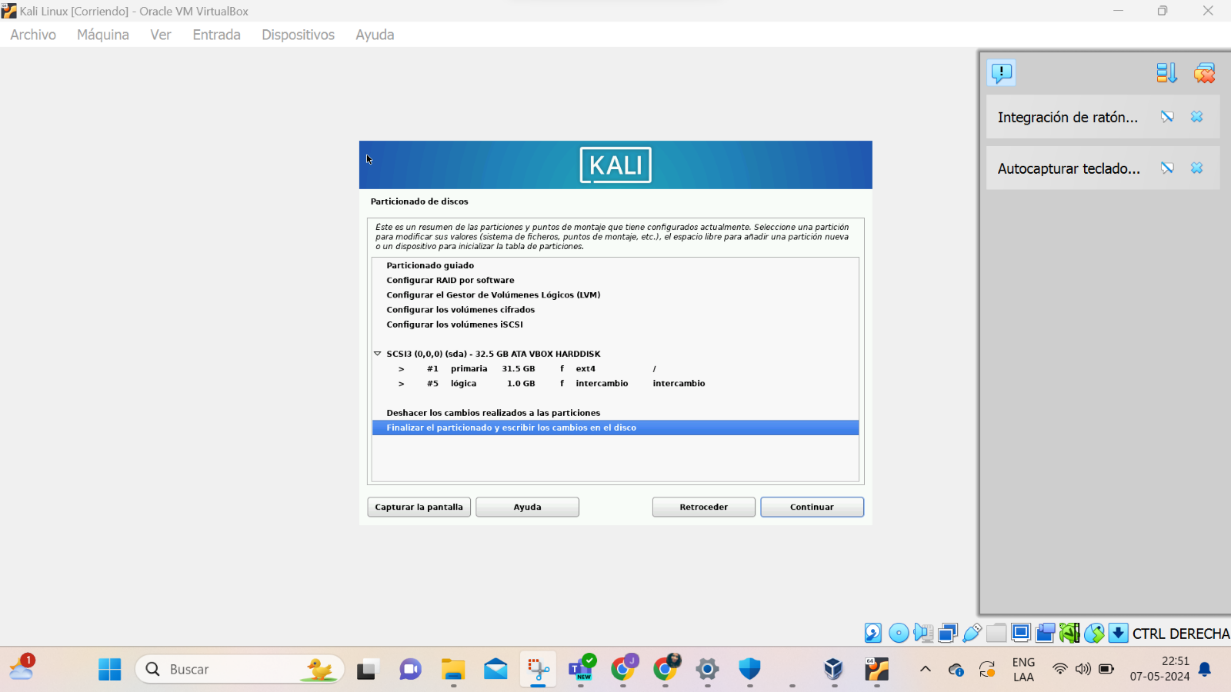 Kali Linux [Corriendo] - Oracle VM VirtualBox
Archivo Máquina Ver Entrada Dispositivos Ayuda
Integración de ratón...
Autocapturar teclado...
KALI
Particionado de discos
Éste es un resumen de las particiones y puntos de montaje que tiene configurados actualmente. Seleccione una partición
para modificar sus valores (sistema de ficheros, puntos de montaje, etc.), el espacio libre para añadir una partición nueva
o un dispositivo para inicializar la tabla de particiones.
Particionado guiado
Configurar RAID por software
Configurar el Gestor de Volúmenes Lógicos (LVM)
Configurar los volúmenes cifrados
Configurar los volúmenes iSCSI
SCSI3 (0,0,0) (sda) - 32.5 GB ATA VBOX HARDDISK
> #1 primaria 31.5 GB f ext4 /
> #5 lógica 1.0 GB f intercambio intercambio
Deshacer los cambios realizados a las particiones
Finalizar el particionado y escribir los cambios en el disco
Capturar la pantalla Ayuda Retroceder Continuar
CTRL DERECHA
1 Buscar NEW J ENG 22:51
LAA 07-05-2024